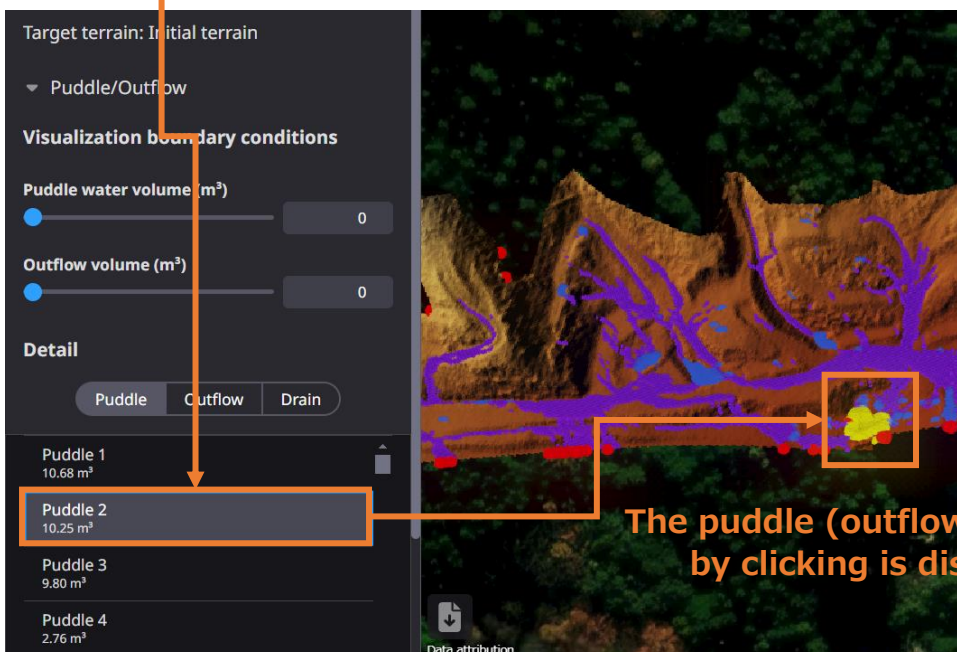 Target terrain: Initial terrain
Puddle/Outflow
Visualization boundary conditions
Puddle water volume (m³)
0
Outflow volume (m³)
0
Detail
Puddle Outflow Drain
Puddle 1
10.68 m³
Puddle 2
10.25 m³
Puddle 3
9.80 m³
Puddle 4
2.76 m³
The puddle (outflow
by clicking is dis
Data attribution